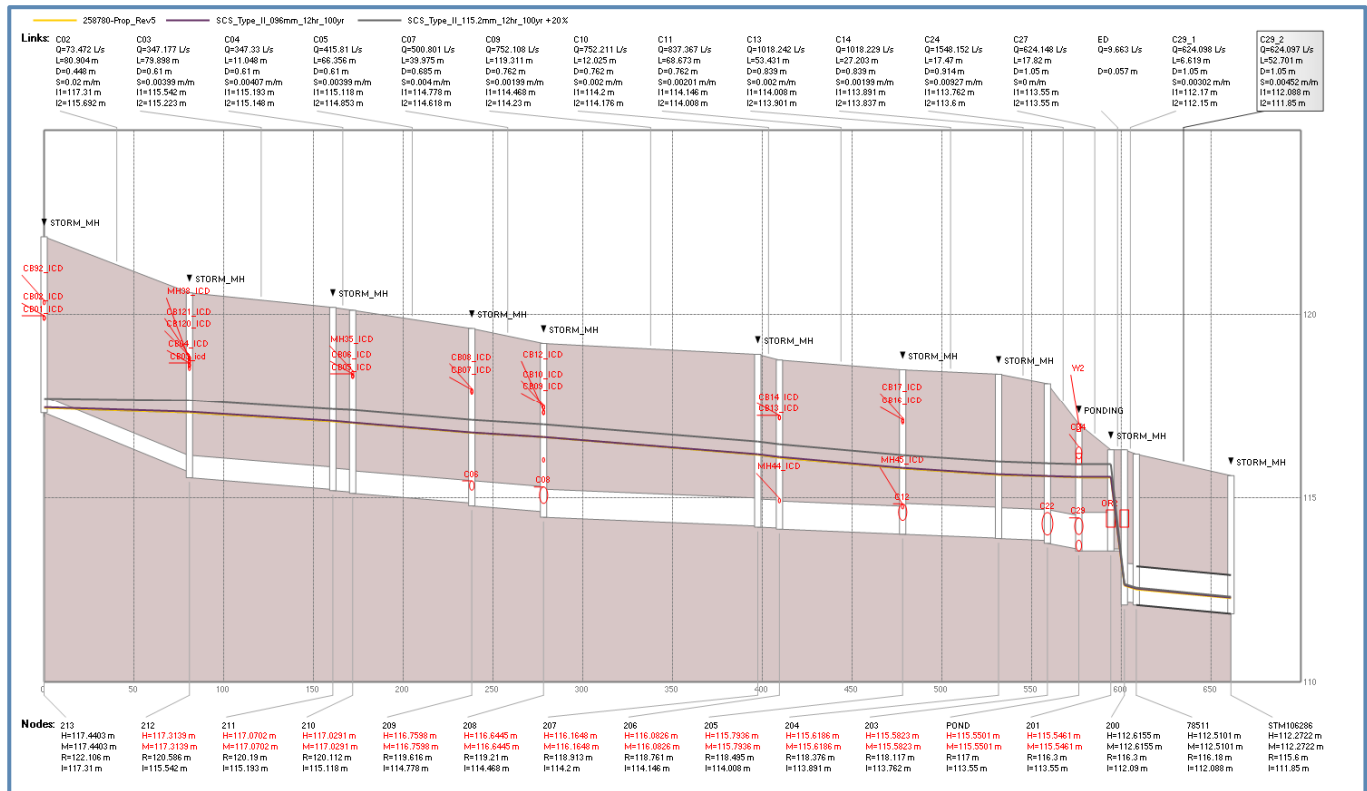 258780-Prop_Rev5 SCS_Type_II_096mm_12hr_100yr SCS_Type_II_115.2mm_12hr_100yr +20%
Links: C02 C03 C04 C05 C07 C09 C10 C11 C13 C14 C24 C27 ED C29_1 C29_2
Q=73.472 L/s Q=347.177 L/s Q=347.33 L/s Q=415.81 L/s Q=500.801 L/s Q=752.108 L/s Q=752.211 L/s Q=837.367 L/s Q=1018.242 L/s Q=1018.229 L/s Q=1548.152 L/s Q=624.148 L/s Q=9.663 L/s Q=624.098 L/s Q=624.097 L/s
L=80.904 m L=79.898 m L=11.048 m L=66.356 m L=39.975 m L=119.311 m L=12.025 m L=68.673 m L=53.431 m L=27.203 m L=17.47 m L=17.82 m L=6.619 m L=52.701 m
D=0.448 m D=0.61 m D=0.61 m D=0.61 m D=0.685 m D=0.762 m D=0.762 m D=0.762 m D=0.839 m D=0.839 m D=0.914 m D=1.05 m D=0.057 m D=1.05 m D=1.05 m
S=0.02 m/m S=0.00399 m/m S=0.00407 m/m S=0.00399 m/m S=0.004 m/m S=0.00199 m/m S=0.002 m/m S=0.00201 m/m S=0.002 m/m S=0.00199 m/m S=0.00927 m/m S=0 m/m S=0.00302 m/m S=0.00452 m/m
I1=117.31 m I1=115.542 m I1=115.193 m I1=115.118 m I1=114.778 m I1=114.468 m I1=114.2 m I1=114.146 m I1=114.008 m I1=113.891 m I1=113.762 m I1=113.55 m I1=112.17 m I1=112.088 m
I2=115.692 m I2=115.223 m I2=115.148 m I2=114.853 m I2=114.618 m I2=114.23 m I2=114.176 m I2=114.008 m I2=113.901 m I2=113.837 m I2=113.6 m I2=113.55 m I2=112.15 m I2=111.85 m
STORM_MH
CB92_ICD
CB02_ICD
CB01_ICD
STORM_MH
MH38_ICD
CB121_ICD
CB120_ICD
CB04_ICD
CB03_icd
STORM_MH
MH35_ICD
CB06_ICD
CB05_ICD
STORM_MH
CB08_ICD
CB07_ICD
C06
STORM_MH
CB12_ICD
CB10_ICD
CB09_ICD
C08
STORM_MH
CB14_ICD
CB13_ICD
MH44_ICD
STORM_MH
CB17_ICD
CB16_ICD
MH45_ICD
C12
STORM_MH
C22
W2
PONDING
C29
STORM_MH
STORM_MH
120
115
110
0 50 100 150 200 250 300 350 400 450 500 550 600 650
Nodes: 213 212 211 210 209 208 207 206 205 204 203 POND 201 200 78511 STM106286
H=117.4403 m H=117.3139 m H=117.0702 m H=117.0291 m H=116.7598 m H=116.6445 m H=116.1648 m H=116.0826 m H=115.7936 m H=115.6186 m H=115.5823 m H=115.5501 m H=115.5461 m H=112.6155 m H=112.5101 m H=112.2722 m
M=117.4403 m M=117.3139 m M=117.0702 m M=117.0291 m M=116.7598 m M=116.6445 m M=116.1648 m M=116.0826 m M=115.7936 m M=115.6186 m M=115.5823 m M=115.5501 m M=115.5461 m M=112.6155 m M=112.5101 m M=112.2722 m
R=122.106 m R=120.586 m R=120.19 m R=120.112 m R=119.616 m R=119.21 m R=118.913 m R=118.761 m R=118.495 m R=118.376 m R=118.117 m R=117 m R=116.3 m R=116.3 m R=116.18 m R=115.6 m
I=117.31 m I=115.542 m I=115.193 m I=115.118 m I=114.778 m I=114.468 m I=114.2 m I=114.146 m I=114.008 m I=113.891 m I=113.762 m I=113.55 m I=113.55 m I=112.09 m I=112.088 m I=111.85 m